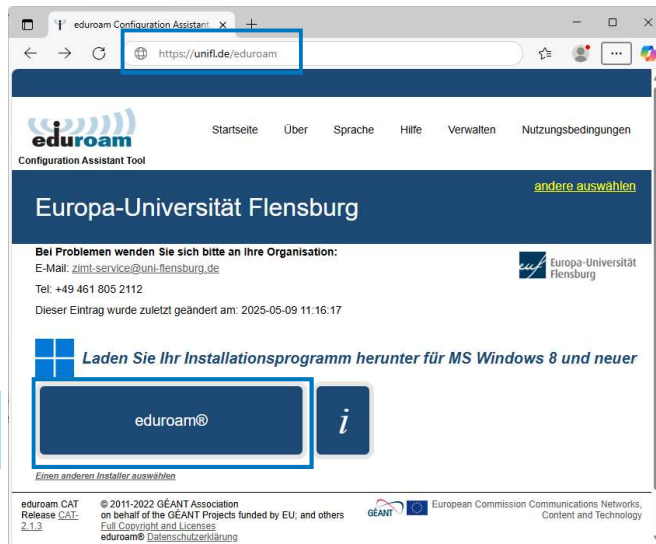 eduroam Configuration Assistant
https://unifl.de/eduroam
eduroam
Configuration Assistant Tool
Startseite Über Sprache Hilfe Verwalten Nutzungsbedingungen
andere auswählen
Europa-Universität Flensburg
Bei Problemen wenden Sie sich bitte an Ihre Organisation:
E-Mail: zimt-service@uni-flensburg.de
Tel: +49 461 805 2112
Dieser Eintrag wurde zuletzt geändert am: 2025-05-09 11:16:17
euf Europa-Universität
Flensburg
Laden Sie Ihr Installationsprogramm herunter für MS Windows 8 und neuer
eduroam®
i
Einen anderen Installer auswählen
eduroam CAT
Release CAT-
2.1.3
© 2011-2022 GÉANT Association
on behalf of the GÉANT Projects funded by EU; and others
Full Copyright and Licenses
eduroam® Datenschutzerklärung
GÉANT
European Commission Communications Networks,
Content and Technology